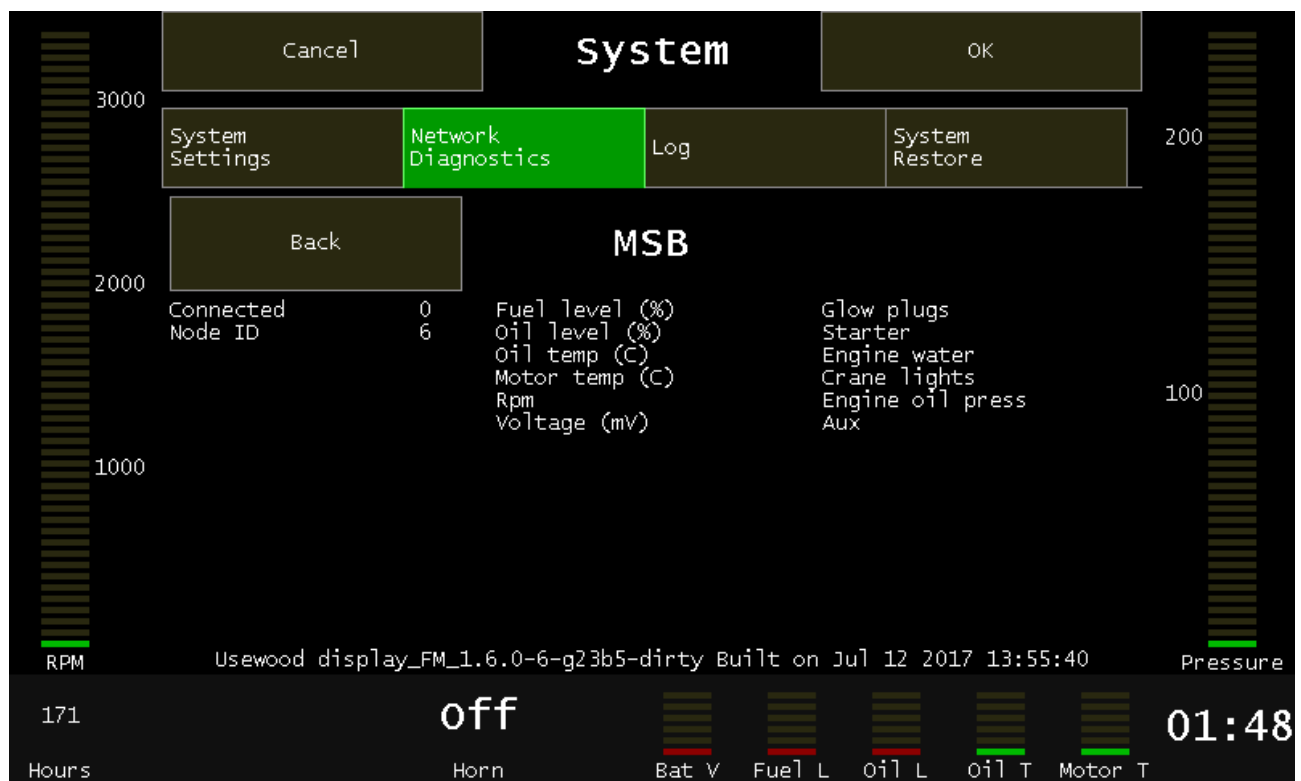 Cancel
System
OK
3000
System
Settings
Network
Diagnostics
Log
System
Restore
200
Back
MSB
2000
Connected 0
Node ID 6
Fuel level (%)
Oil level (%)
Oil temp (C)
Motor temp (C)
Rpm
Voltage (mV)
Glow plugs
Starter
Engine water
Crane lights
Engine oil press
Aux
100
1000
RPM
Usewood display_FM_1.6.0-6-g23b5-dirty Built on Jul 12 2017 13:55:40
Pressure
171
Hours
Off
Horn
Bat V
Fuel L
Oil L
Oil T
Motor T
01:48